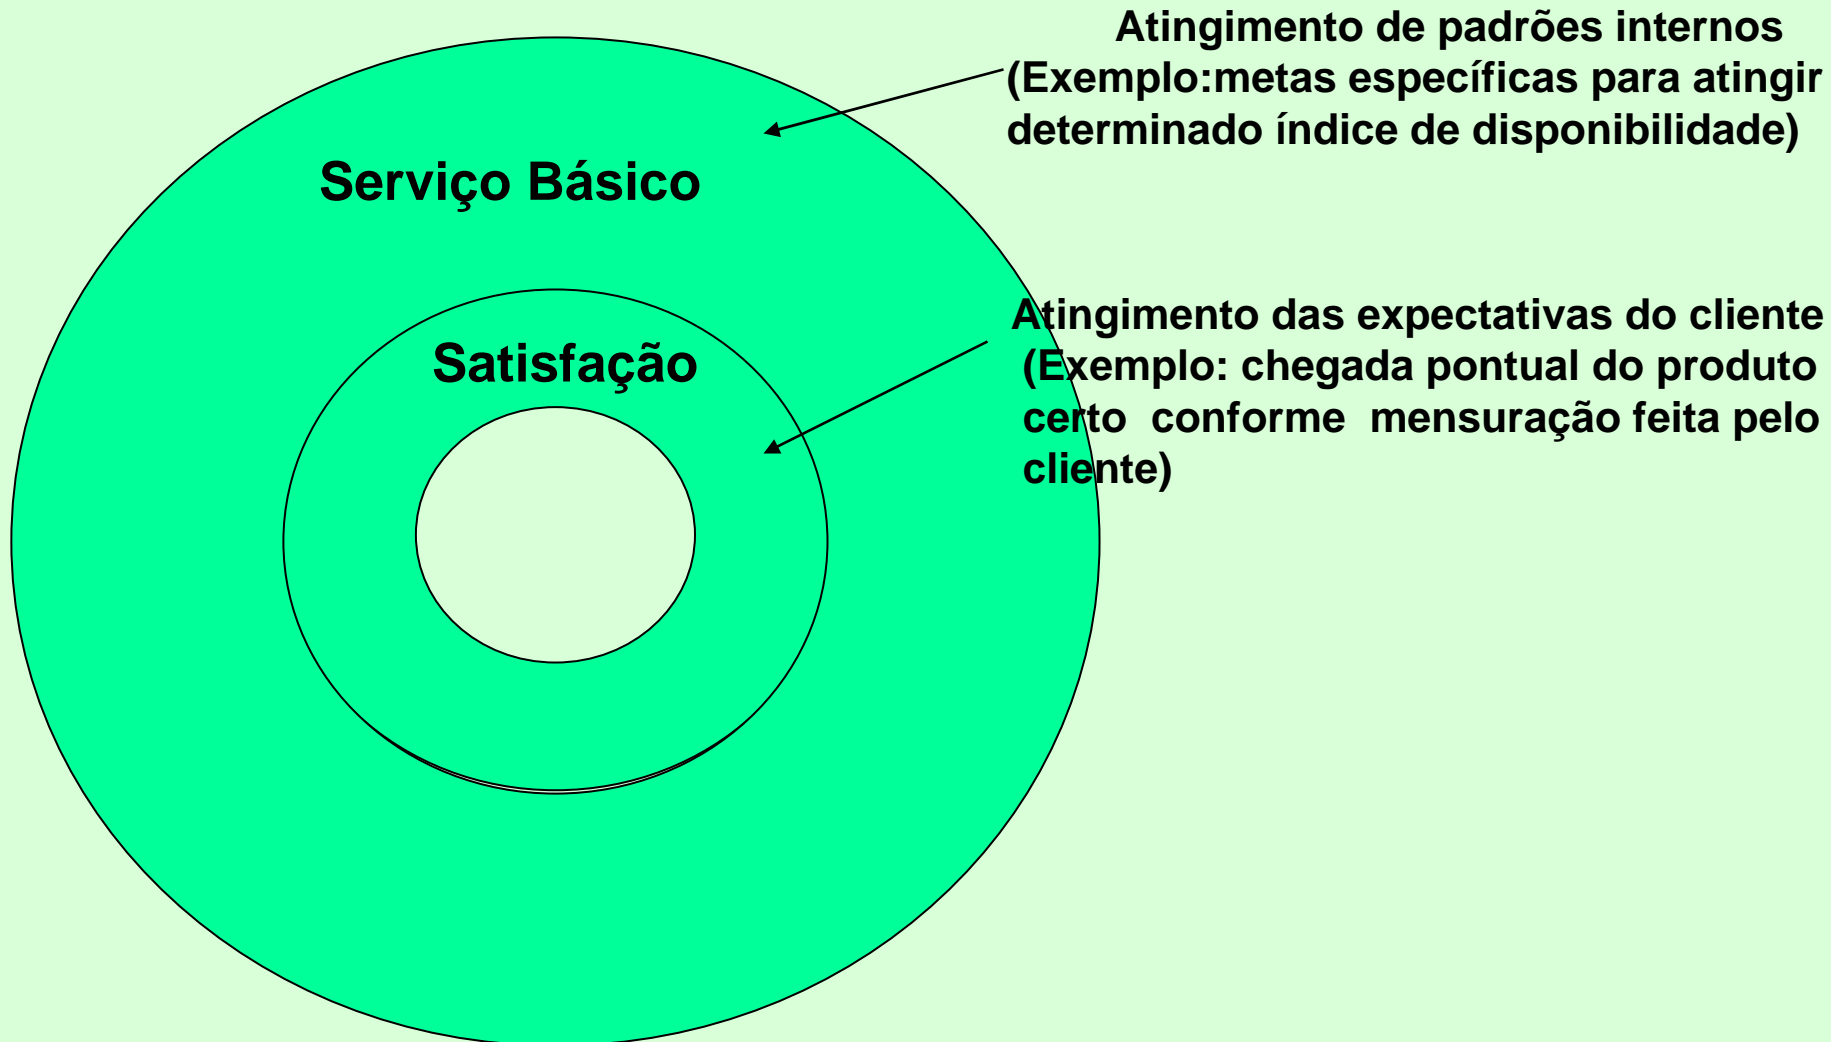 Atingimento de padrões internos
(Exemplo:metas específicas para atingir
determinado índice de disponibilidade)
Serviço Básico
Atingimento das expectativas do cliente
(Exemplo: chegada pontual do produto
certo conforme mensuração feita pelo
cliente)
Satisfação